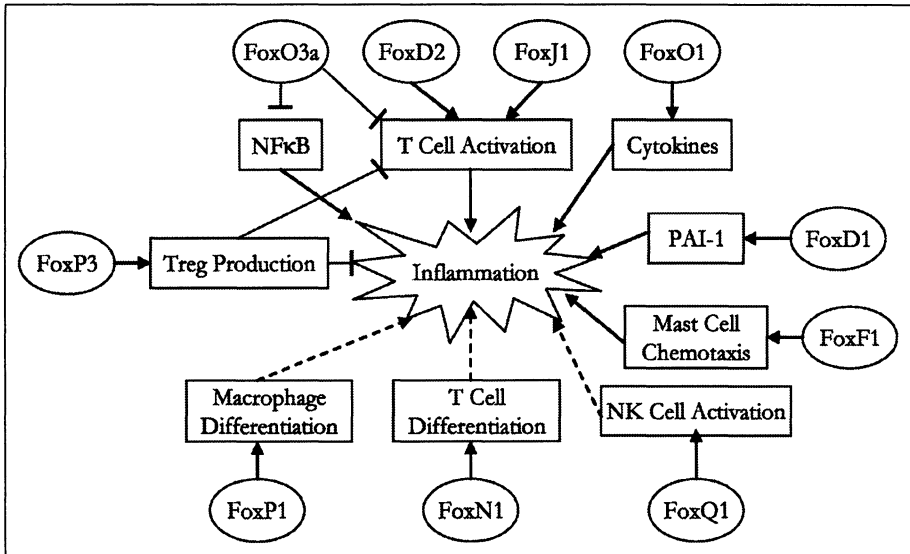 FoxO3a
FoxD2
FoxJ1
FoxO1
NFκB
T Cell Activation
Cytokines
PAI-1
FoxD1
FoxP3
Treg Production
Inflammation
Mast Cell
Chemotaxis
FoxF1
Macrophage
Differentiation
T Cell
Differentiation
NK Cell Activation
FoxP1
FoxN1
FoxQ1